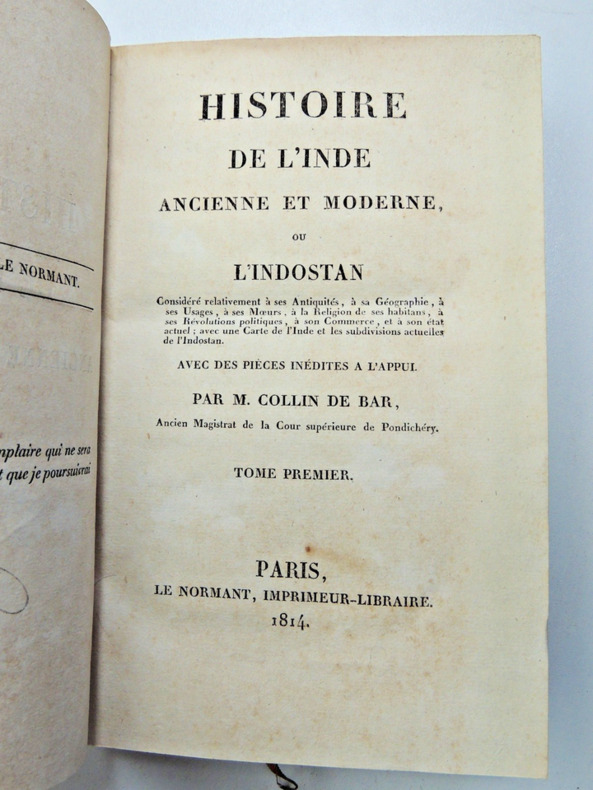 LE NORMANT.
mplaire qui ne sera
t que je poursuivrai
HISTOIRE
DE L'INDE
ANCIENNE ET MODERNE,
OU
L'INDOSTAN
Considéré relativement à ses Antiquités, à sa Géographie, à
ses Usages, à ses Mœurs, à la Religion de ses habitans, à
ses Révolutions politiques, à son Commerce, et à son état
actuel; avec une Carte de l'Inde et les subdivisions actuelles
de l'Indostan.
AVEC DES PIÈCES INÉDITES A L'APPUI.
PAR M. COLLIN DE BAR,
Ancien Magistrat de la Cour supérieure de Pondichéry.
TOME PREMIER.
PARIS,
LE NORMANT, IMPRIMEUR-LIBRAIRE.
1814.